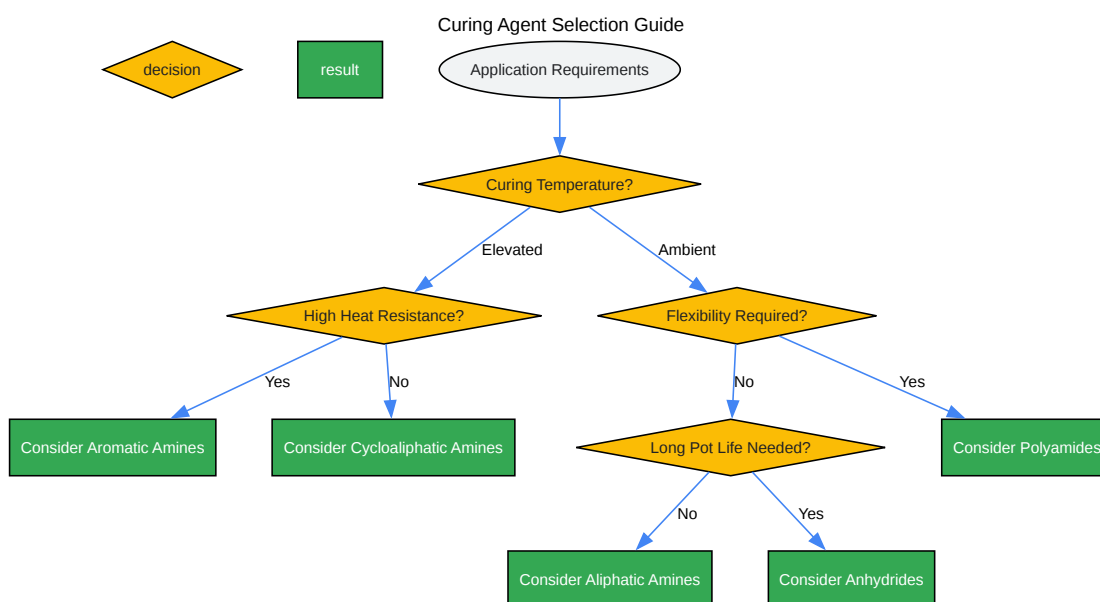 Curing Agent Selection Guide
decision
result
Application Requirements
Curing Temperature?
Elevated
Ambient
High Heat Resistance?
Flexibility Required?
Yes
No
No
Yes
Consider Aromatic Amines
Consider Cycloaliphatic Amines
Long Pot Life Needed?
Consider Polyamides
No
Yes
Consider Aliphatic Amines
Consider Anhydrides